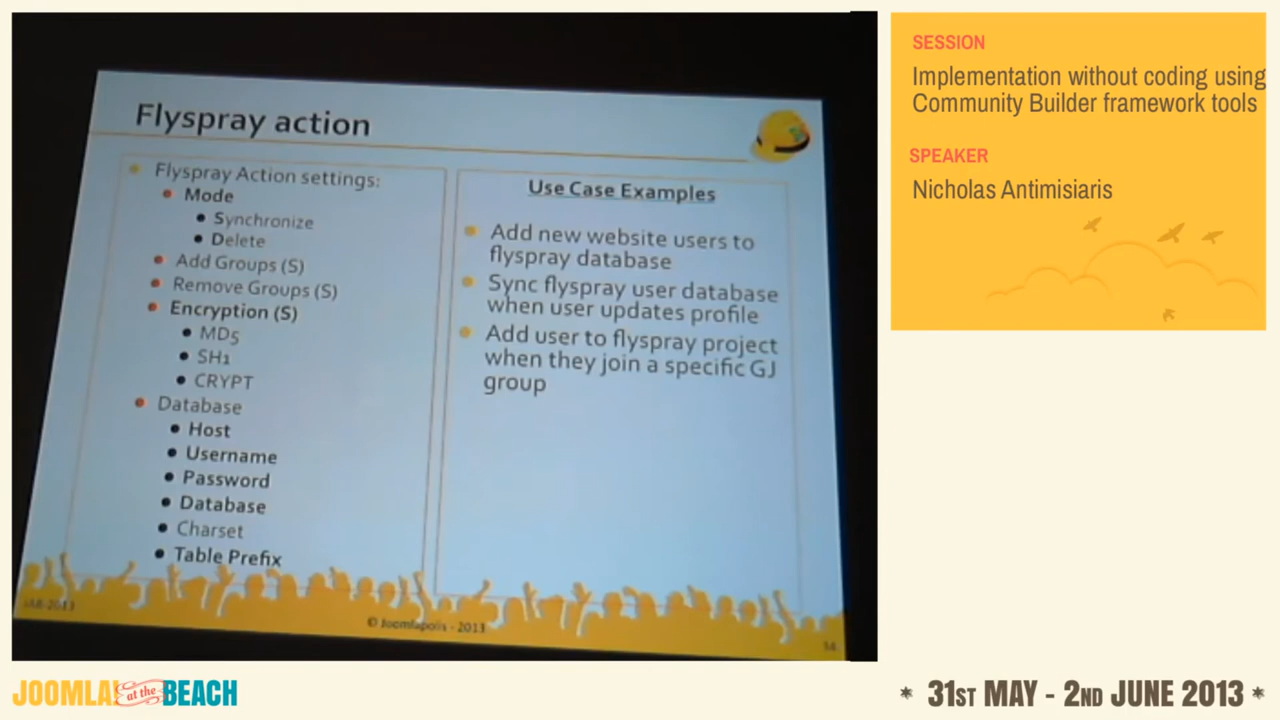 Flyspray action
Flyspray Action settings:
Mode
Synchronize
Delete
Add Groups (S)
Remove Groups (S)
Encryption (S)
MD5
SH1
CRYPT
Database
Host
Username
Password
Database
Charset
Table Prefix
Use Case Examples
Add new website users to
flyspray database
Sync flyspray user database
when user updates profile
Add user to flyspray project
when they join a specific GJ
group
JAB-2013
© Joomlapolis - 2013
SESSION
Implementation without coding using
Community Builder framework tools
SPEAKER
Nicholas Antimisiaris
JOOMLA! at the BEACH
* 31ST MAY - 2ND JUNE 2013 *